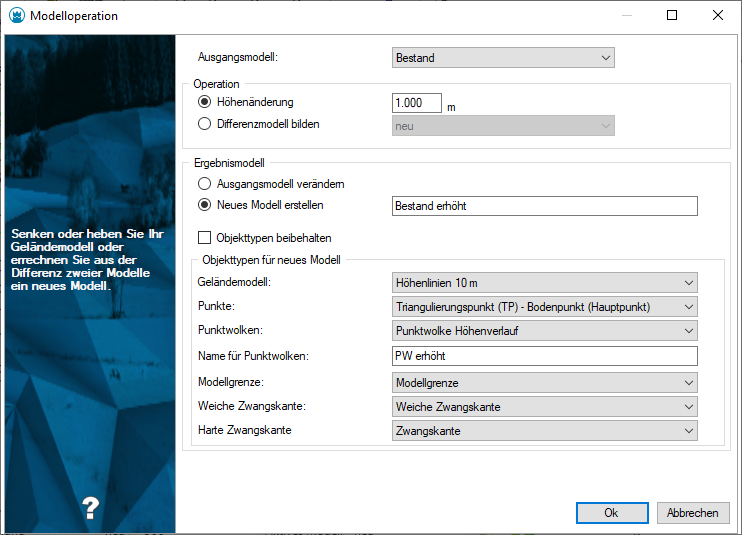 Modelloperation
Senken oder heben Sie Ihr
Geländemodell oder
errechnen Sie aus der
Differenz zweier Modelle
ein neues Modell.
?
Ausgangsmodell: Bestand
Operation
Höhenänderung 1.000 m
Differenzmodell bilden neu
Ergebnismodell
Ausgangsmodell verändern
Neues Modell erstellen Bestand erhöht
Objekttypen beibehalten
Objekttypen für neues Modell
Geländemodell: Höhenlinien 10 m
Punkte: Triangulierungspunkt (TP) - Bodenpunkt (Hauptpunkt)
Punktwolken: Punktwolke Höhenverlauf
Name für Punktwolken: PW erhöht
Modellgrenze: Modellgrenze
Weiche Zwangskante: Weiche Zwangskante
Harte Zwangskante Zwangskante
Ok Abbrechen